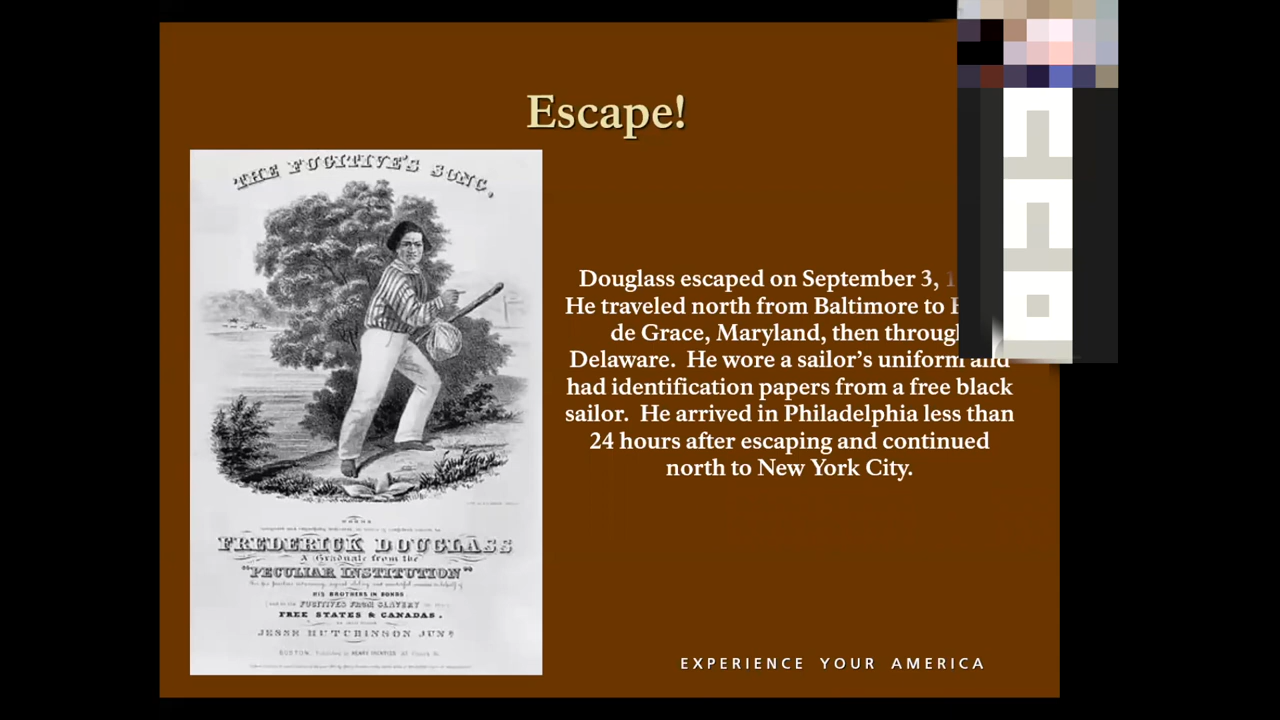 Escape!
THE FUGITIVE'S SONG,
Douglass escaped on September 3,
He traveled north from Baltimore to
de Grace, Maryland, then through
Delaware. He wore a sailor's uniform and
had identification papers from a free black
sailor. He arrived in Philadelphia less than
24 hours after escaping and continued
north to New York City.
WORDS
FREDERICK DOUGLASS
A Graduate from the
"PECULIAR INSTITUTION"
HIS BROTHERS IN BONDS
FUGITIVES FROM SLAVERY
FREE STATES & CANADAS.
JESSE HUTCHINSON JUNR
BOSTON,
EXPERIENCE YOUR AMERICA